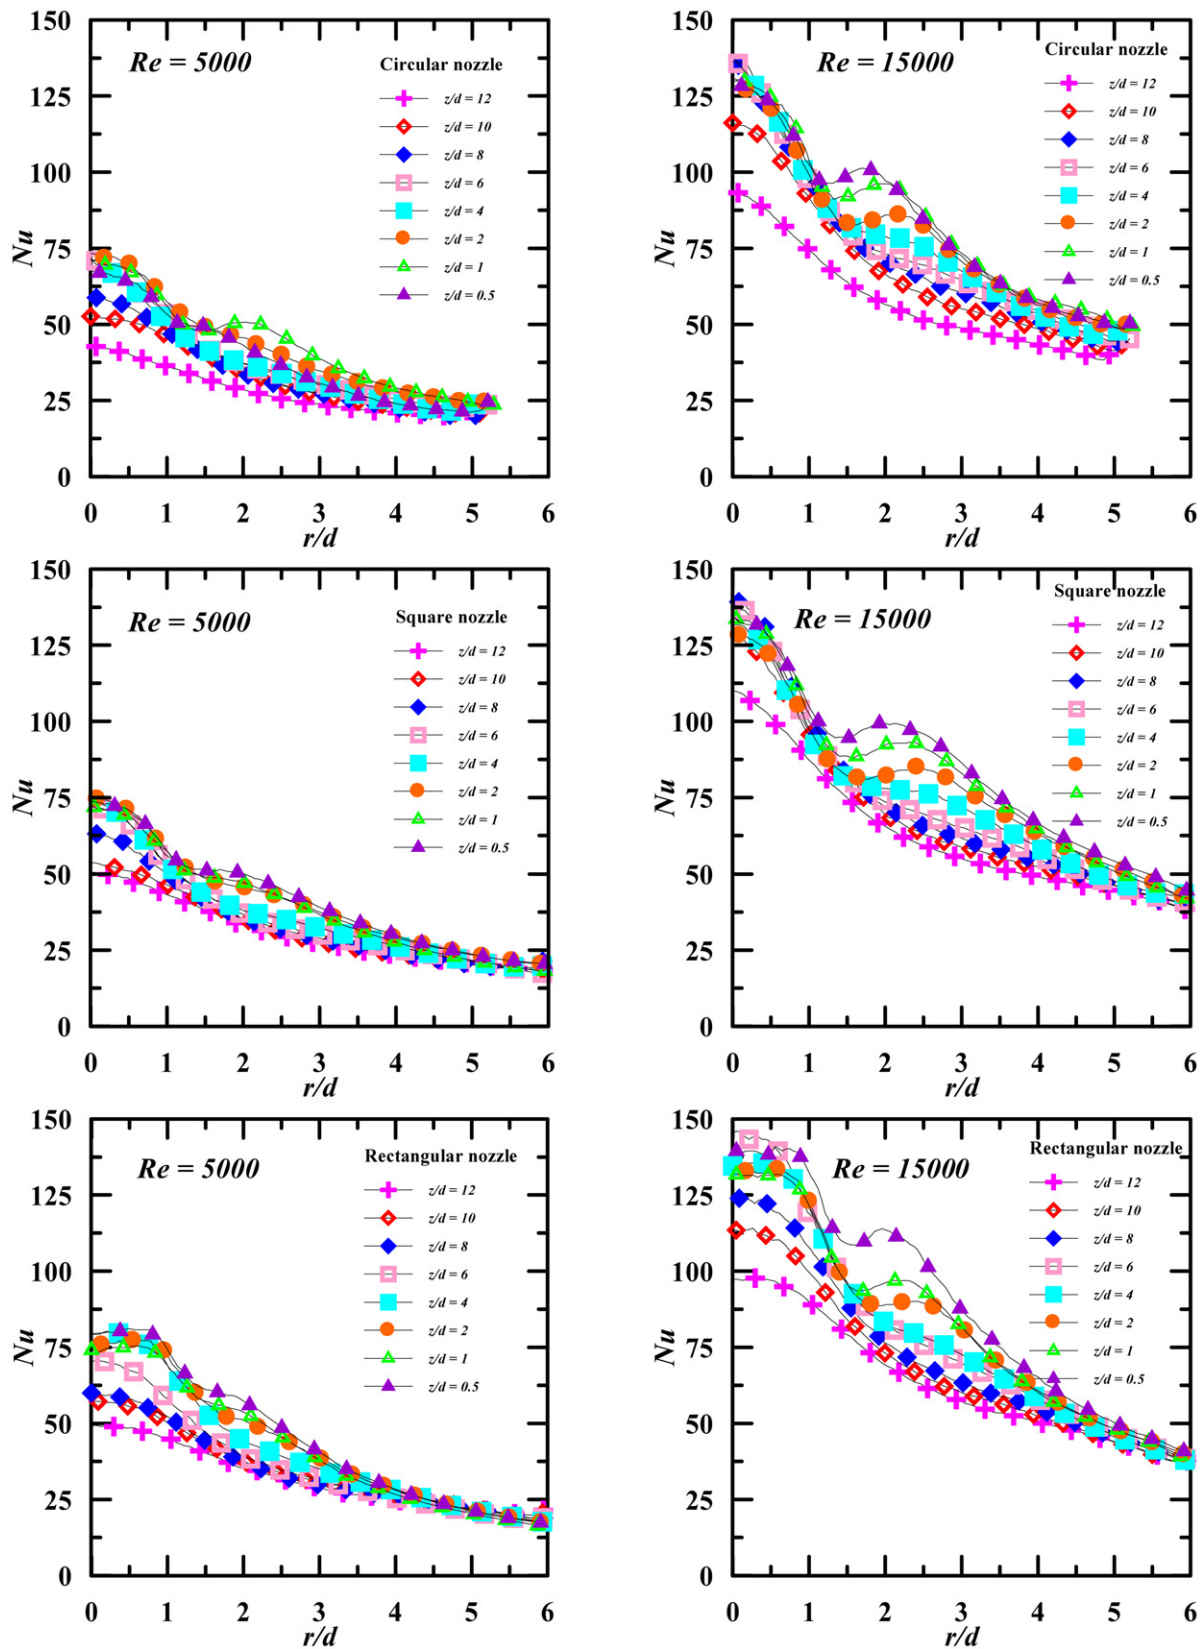 150
125
100
75
50
25
0
Nu
Re = 5000
Circular nozzle
z/d = 12
z/d = 10
z/d = 8
z/d = 6
z/d = 4
z/d = 2
z/d = 1
z/d = 0.5
0 1 2 3 4 5 6
r/d
150
125
100
75
50
25
0
Nu
Re = 15000
Circular nozzle
z/d = 12
z/d = 10
z/d = 8
z/d = 6
z/d = 4
z/d = 2
z/d = 1
z/d = 0.5
0 1 2 3 4 5 6
r/d
150
125
100
75
50
25
0
Nu
Re = 5000
Square nozzle
z/d = 12
z/d = 10
z/d = 8
z/d = 6
z/d = 4
z/d = 2
z/d = 1
z/d = 0.5
0 1 2 3 4 5 6
r/d
150
125
100
75
50
25
0
Nu
Re = 15000
Square nozzle
z/d = 12
z/d = 10
z/d = 8
z/d = 6
z/d = 4
z/d = 2
z/d = 1
z/d = 0.5
0 1 2 3 4 5 6
r/d
150
125
100
75
50
25
0
Nu
Re = 5000
Rectangular nozzle
z/d = 12
z/d = 10
z/d = 8
z/d = 6
z/d = 4
z/d = 2
z/d = 1
z/d = 0.5
0 1 2 3 4 5 6
r/d
150
125
100
75
50
25
0
Nu
Re = 15000
Rectangular nozzle
z/d = 12
z/d = 10
z/d = 8
z/d = 6
z/d = 4
z/d = 2
z/d = 1
z/d = 0.5
0 1 2 3 4 5 6
r/d